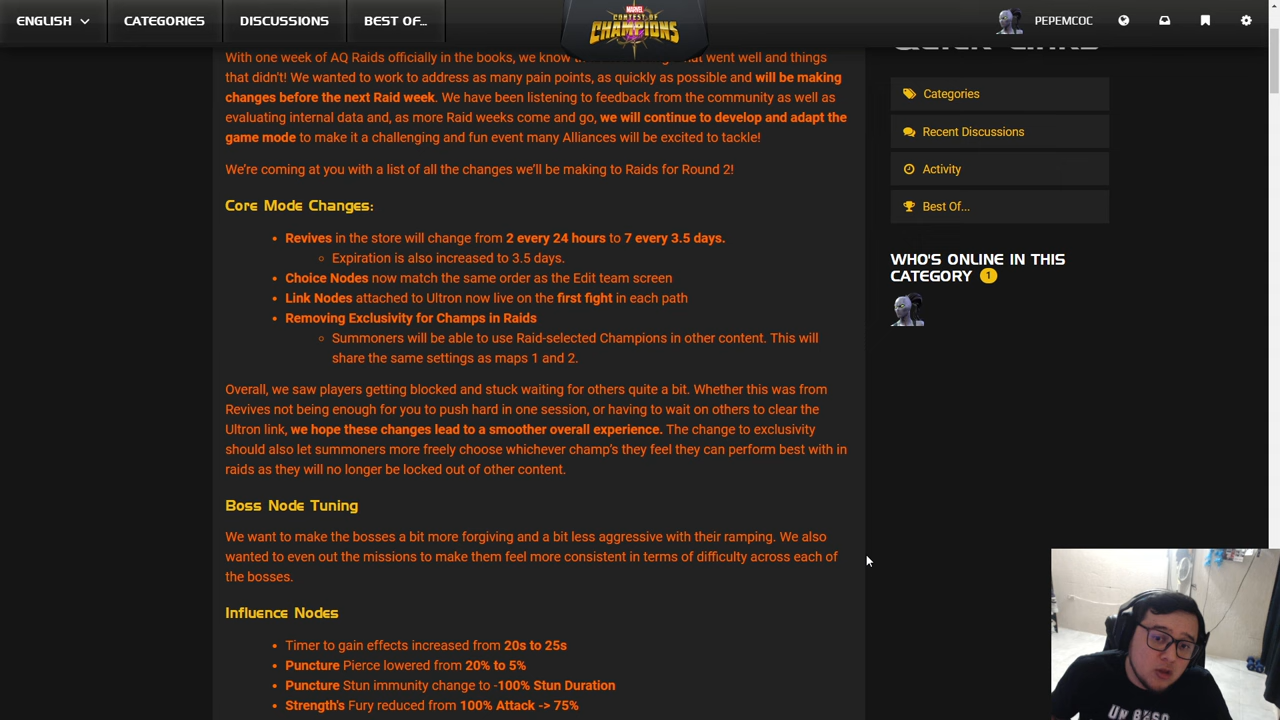 ENGLISH
CATEGORIES
DISCUSSIONS
BEST OF...
MARVEL
CONTEST OF
CHAMPIONS
PEPEMCOC
With one week of AQ Raids officially in the books, we know went well and things
that didn't! We wanted to work to address as many pain points, as quickly as possible and will be making
changes before the next Raid week. We have been listening to feedback from the community as well as
evaluating internal data and, as more Raid weeks come and go, we will continue to develop and adapt the
game mode to make it a challenging and fun event many Alliances will be excited to tackle!
We're coming at you with a list of all the changes we'll be making to Raids for Round 2!
Core Mode Changes:
• Revives in the store will change from 2 every 24 hours to 7 every 3.5 days.
◦ Expiration is also increased to 3.5 days.
• Choice Nodes now match the same order as the Edit team screen
• Link Nodes attached to Ultron now live on the first fight in each path
• Removing Exclusivity for Champs in Raids
◦ Summoners will be able to use Raid-selected Champions in other content. This will
share the same settings as maps 1 and 2.
Overall, we saw players getting blocked and stuck waiting for others quite a bit. Whether this was from
Revives not being enough for you to push hard in one session, or having to wait on others to clear the
Ultron link, we hope these changes lead to a smoother overall experience. The change to exclusivity
should also let summoners more freely choose whichever champ's they feel they can perform best with in
raids as they will no longer be locked out of other content.
Boss Node Tuning
We want to make the bosses a bit more forgiving and a bit less aggressive with their ramping. We also
wanted to even out the missions to make them feel more consistent in terms of difficulty across each of
the bosses.
Influence Nodes
• Timer to gain effects increased from 20s to 25s
• Puncture Pierce lowered from 20% to 5%
• Puncture Stun immunity change to -100% Stun Duration
• Strength's Fury reduced from 100% Attack -> 75%
QUICK LINKS
Categories
Recent Discussions
Activity
Best Of...
WHO'S ONLINE IN THIS
CATEGORY 1